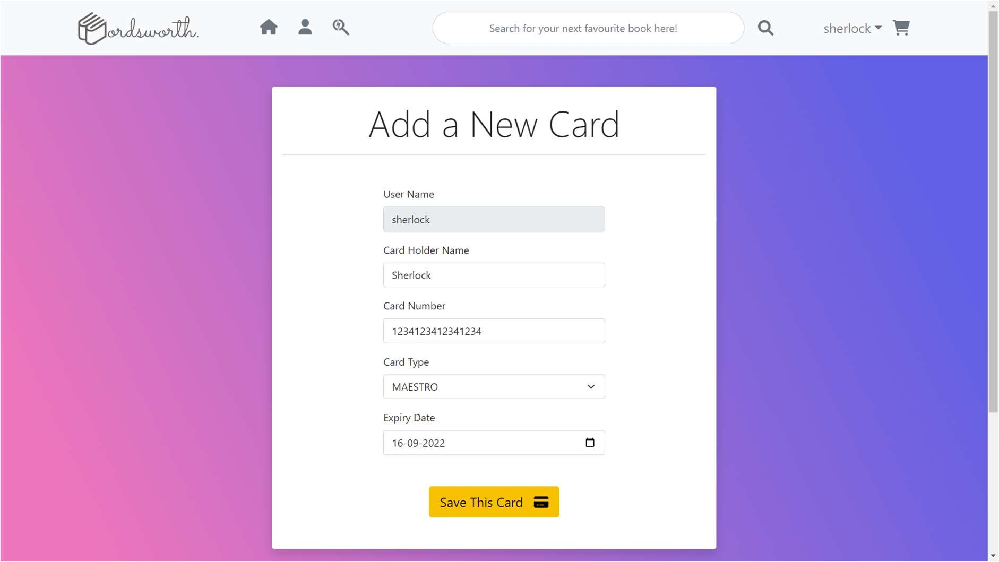 ordsworth.
Search for your next favourite book here!
sherlock
Add a New Card
User Name
sherlock
Card Holder Name
Sherlock
Card Number
1234123412341234
Card Type
MAESTRO
Expiry Date
16-09-2022
Save This Card